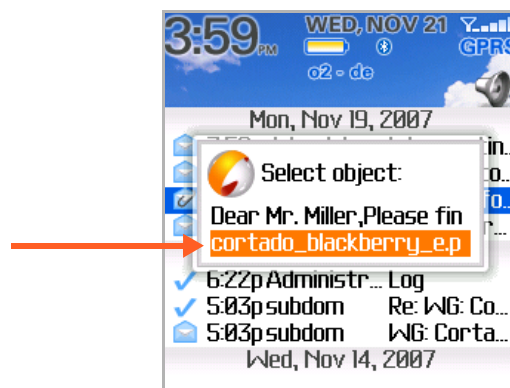 3:59 PM WED, NOV 21
GPRS
o2 - de
Mon, Nov 19, 2007
Select object:
Dear Mr. Miller,Please fin
cortado_blackberry_e.p
6:22p Administr... Log
5:03p subdom Re: WG: Co...
5:03p subdom WG: Corta...
Wed, Nov 14, 2007